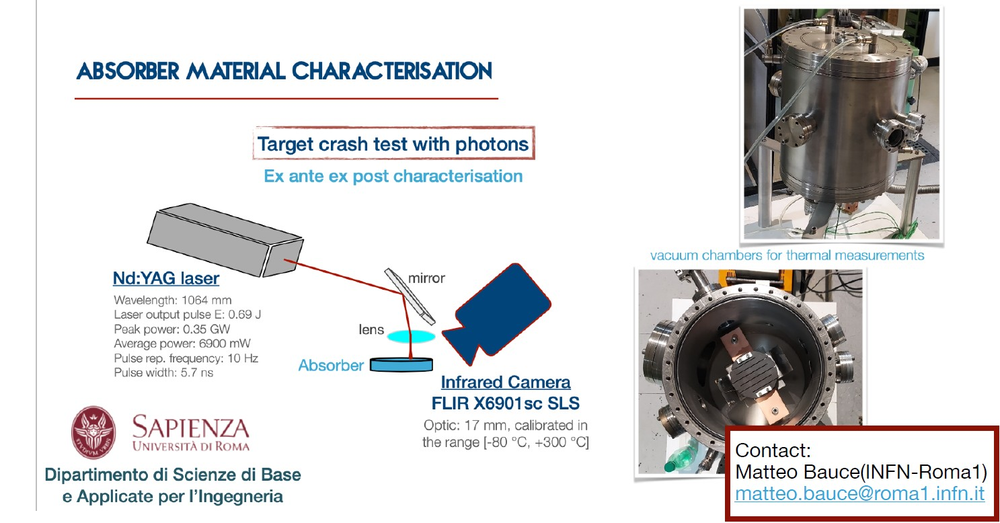 ABSORBER MATERIAL CHARACTERISATION
Target crash test with photons
Ex ante ex post characterisation
Nd:YAG laser
Wavelength: 1064 mm
Laser output pulse E: 0.69 J
Peak power: 0.35 GW
Average power: 6900 mW
Pulse rep. frequency: 10 Hz
Pulse width: 5.7 ns
mirror
lens
Absorber
Infrared Camera
FLIR X6901sc SLS
Optic: 17 mm, calibrated in
the range [-80 °C, +300 °C]
STVDIVM VRBIS
SAPIENZA
UNIVERSITÀ DI ROMA
Dipartimento di Scienze di Base
e Applicate per l'Ingegneria
vacuum chambers for thermal measurements
Contact:
Matteo Bauce(INFN-Roma1)
matteo.bauce@roma1.infn.it